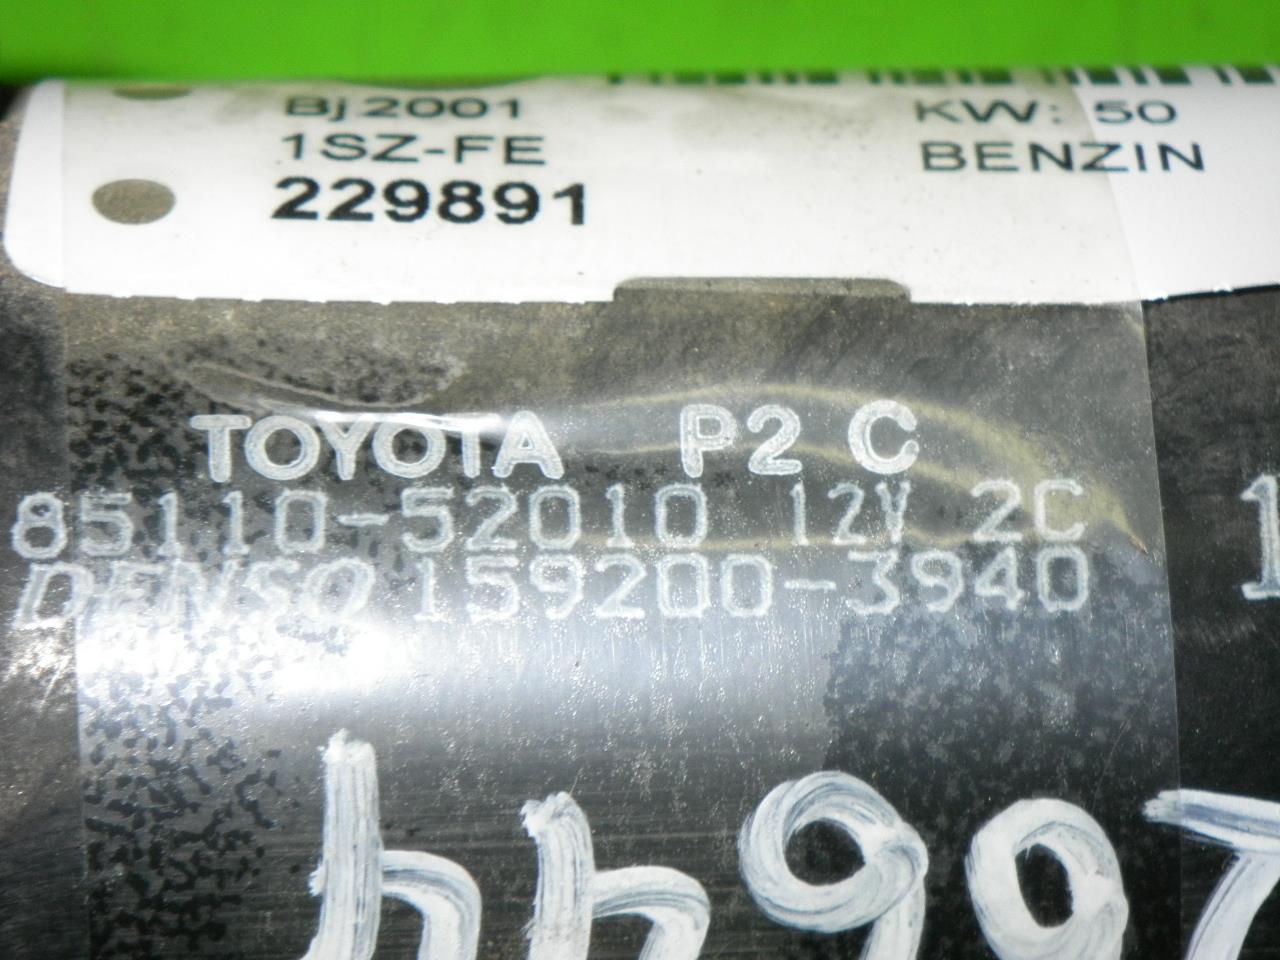 Bj 2001 KW: 50
1SZ-FE BENZIN
229891
TOYOTA P2 C
85110-52010 12V 2C
DENSO 159200-3940